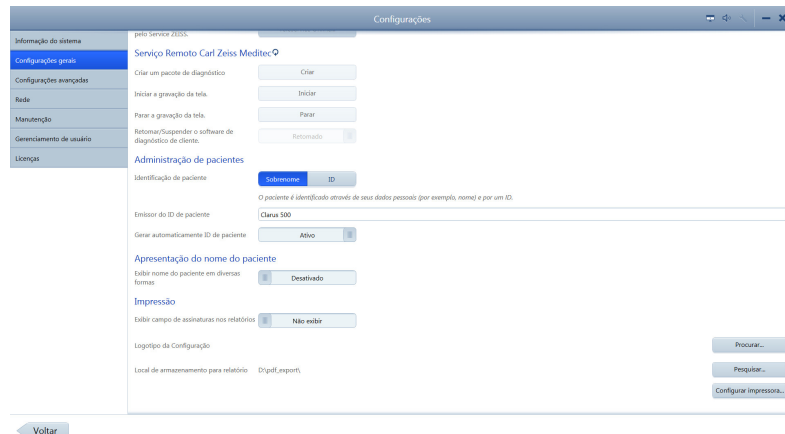 Configurações
Informação do sistema
Configurações gerais
Configurações avançadas
Rede
Manutenção
Gerenciamento de usuário
Licenças
pelo Service ZEISS.
Serviço Remoto Carl Zeiss Meditec
Criar um pacote de diagnóstico
Criar
Iniciar a gravação da tela.
Iniciar
Parar a gravação da tela.
Parar
Retomar/Suspender o software de
diagnóstico de cliente.
Retomado
Administração de pacientes
Identificação de paciente
Sobrenome
ID
O paciente é identificado através de seus dados pessoais (por exemplo, nome) e por um ID.
Emissor do ID de paciente
Clarus 500
Gerar automaticamente ID de paciente
Ativo
Apresentação do nome do paciente
Exibir nome do paciente em diversas
formas
Desativado
Impressão
Exibir campo de assinaturas nos relatórios
Não exibir
Logotipo da Configuração
Procurar...
Local de armazenamento para relatório
D:\pdf_export\
Pesquisar...
Configurar impressora...
Voltar